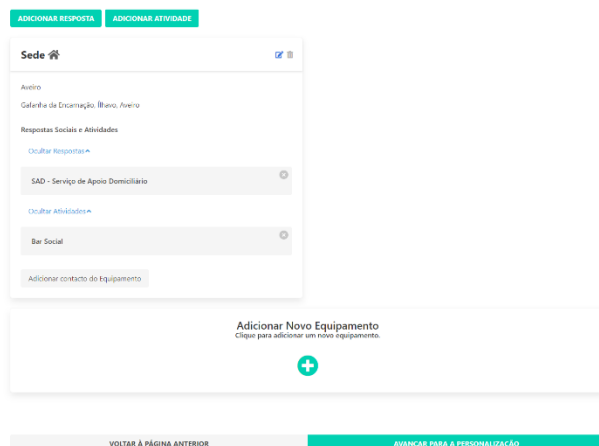 ADICIONAR RESPOSTA ADICIONAR ATIVIDADE
Sede
Aveiro
Gafanha da Encarnação, Ílhavo, Aveiro
Respostas Sociais e Atividades
Ocultar Respostas
SAD - Serviço de Apoio Domiciliário
Ocultar Atividades
Bar Social
Adicionar contacto do Equipamento
Adicionar Novo Equipamento
Clique para adicionar um novo equipamento.
VOLTAR À PÁGINA ANTERIOR AVANÇAR PARA A PERSONALIZAÇÃO